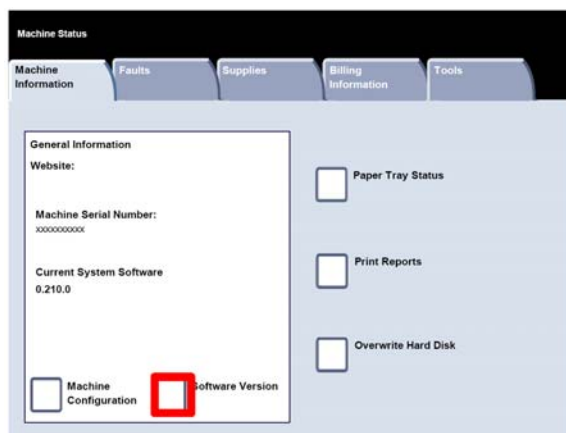 Machine Status
Machine
Information
Faults
Supplies
Billing
Information
Tools
General Information
Website:
Machine Serial Number:
xxxxxxxxxx
Current System Software
0.210.0
Machine
Configuration
Software Version
Paper Tray Status
Print Reports
Overwrite Hard Disk